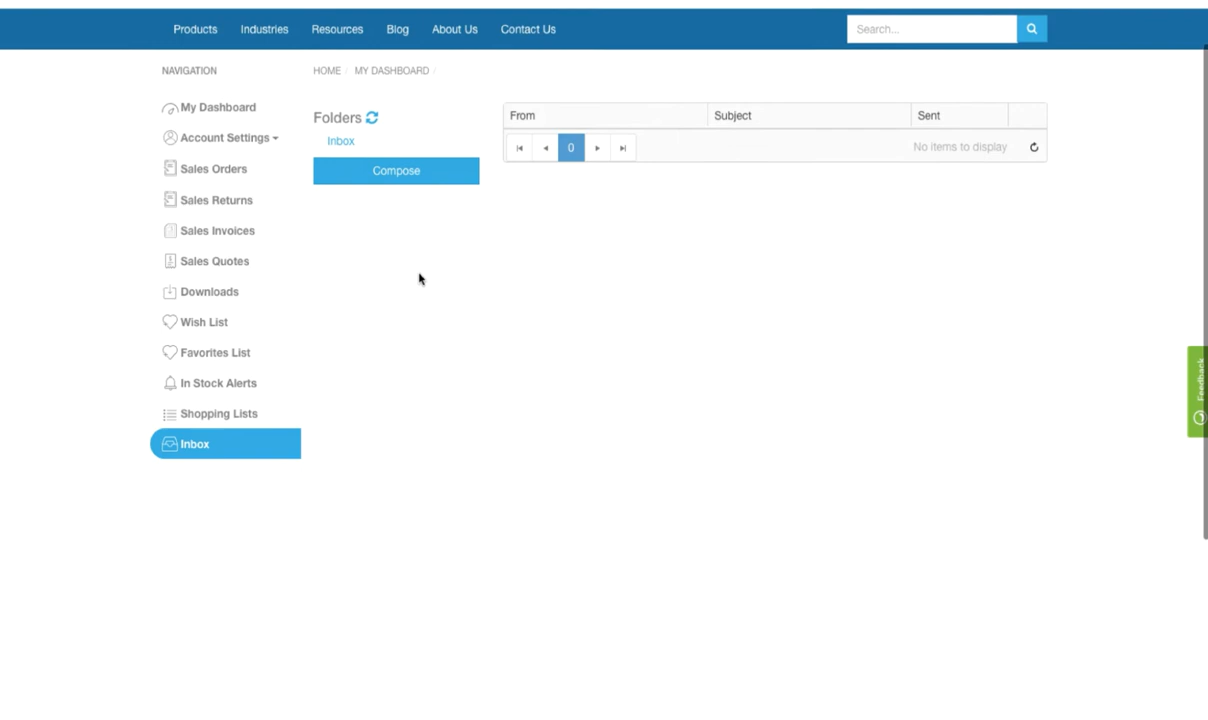 Products Industries Resources Blog About Us Contact Us Search...
NAVIGATION
HOME / MY DASHBOARD /
My Dashboard
Account Settings
Sales Orders
Sales Returns
Sales Invoices
Sales Quotes
Downloads
Wish List
Favorites List
In Stock Alerts
Shopping Lists
Inbox
Folders
Inbox
Compose
From Subject Sent
0 No items to display
Feedback